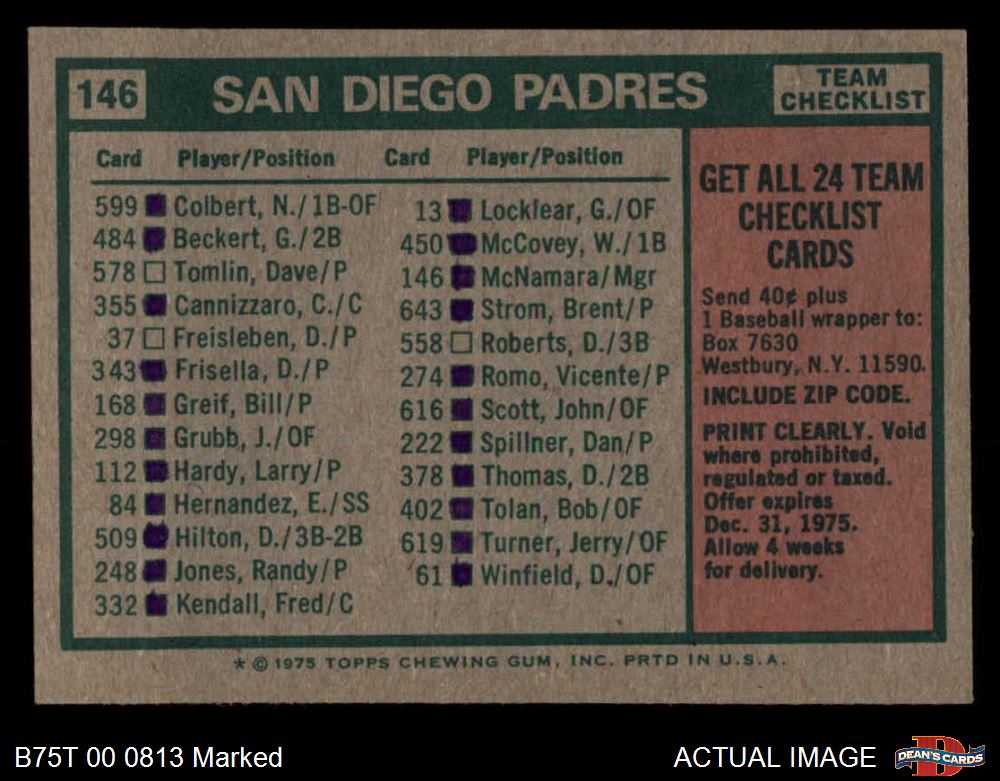 146
SAN DIEGO PADRES
TEAM
CHECKLIST
Card Player/Position
599 Colbert, N./1B-OF
484 Beckert, G./2B
578 Tomlin, Dave/P
355 Cannizzaro, C./C
37 Freisleben, D./P
343 Frisella, D./P
168 Greif, Bill/P
298 Grubb, J./OF
112 Hardy, Larry/P
84 Hernandez, E./SS
509 Hilton, D./3B-2B
248 Jones, Randy/P
332 Kendall, Fred/C
Card Player/Position
13 Locklear, G./OF
450 McCovey, W./1B
146 McNamara/Mgr
643 Strom, Brent/P
558 Roberts, D./3B
274 Romo, Vicente/P
616 Scott, John/OF
222 Spillner, Dan/P
378 Thomas, D./2B
402 Tolan, Bob/OF
619 Turner, Jerry/OF
61 Winfield, D./OF
GET ALL 24 TEAM
CHECKLIST
CARDS
Send 40¢ plus
1 Baseball wrapper to:
Box 7630
Westbury, N.Y. 11590.
INCLUDE ZIP CODE.
PRINT CLEARLY. Void
where prohibited,
regulated or taxed.
Offer expires
Dec. 31, 1975.
Allow 4 weeks
for delivery.
* © 1975 TOPPS CHEWING GUM, INC. PRTD IN U.S.A.
B75T 00 0813 Marked
ACTUAL IMAGE
D
DEAN'S CARDS